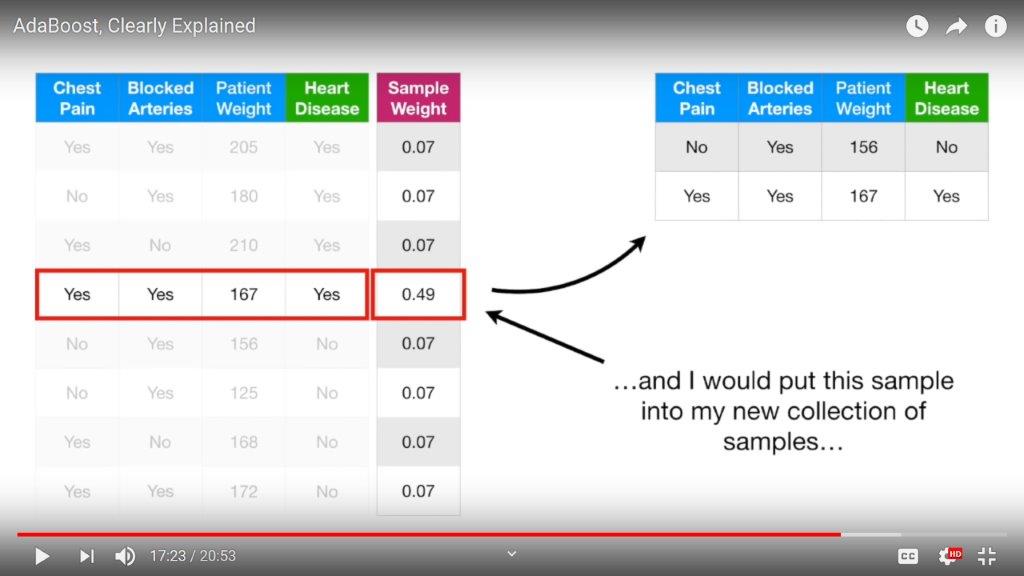 AdaBoost, Clearly Explained
Chest Pain Blocked Arteries Patient Weight Heart Disease Sample Weight
Yes Yes 205 Yes 0.07
No Yes 180 Yes 0.07
Yes No 210 Yes 0.07
Yes Yes 167 Yes 0.49
No Yes 156 No 0.07
No Yes 125 No 0.07
Yes No 168 No 0.07
Yes Yes 172 No 0.07
Chest Pain Blocked Arteries Patient Weight Heart Disease
No Yes 156 No
Yes Yes 167 Yes
…and I would put this sample
into my new collection of
samples…
17:23 / 20:53
CC
HD